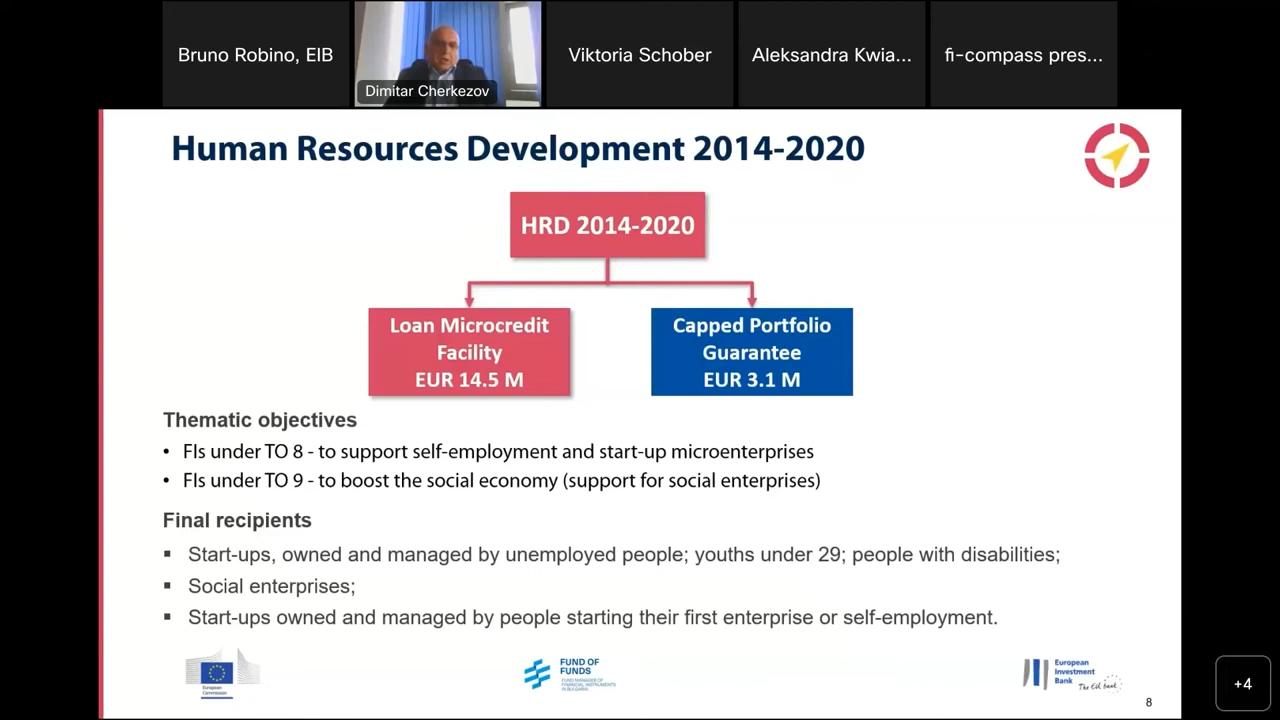 Bruno Robino, EIB
Dimitar Cherkezov
Viktoria Schober
Aleksandra Kwia...
fi-compass pres...
Human Resources Development 2014-2020
HRD 2014-2020
Loan Microcredit
Facility
EUR 14.5 M
Capped Portfolio
Guarantee
EUR 3.1 M
Thematic objectives
• FIs under TO 8 - to support self-employment and start-up microenterprises
• FIs under TO 9 - to boost the social economy (support for social enterprises)
Final recipients
▪ Start-ups, owned and managed by unemployed people; youths under 29; people with disabilities;
▪ Social enterprises;
▪ Start-ups owned and managed by people starting their first enterprise or self-employment.
European
Commission
FUND OF
FUNDS
FUND MANAGER OF
FINANCIAL INSTRUMENTS
IN BULGARIA
European
Investment
Bank
The EU bank
8
+4